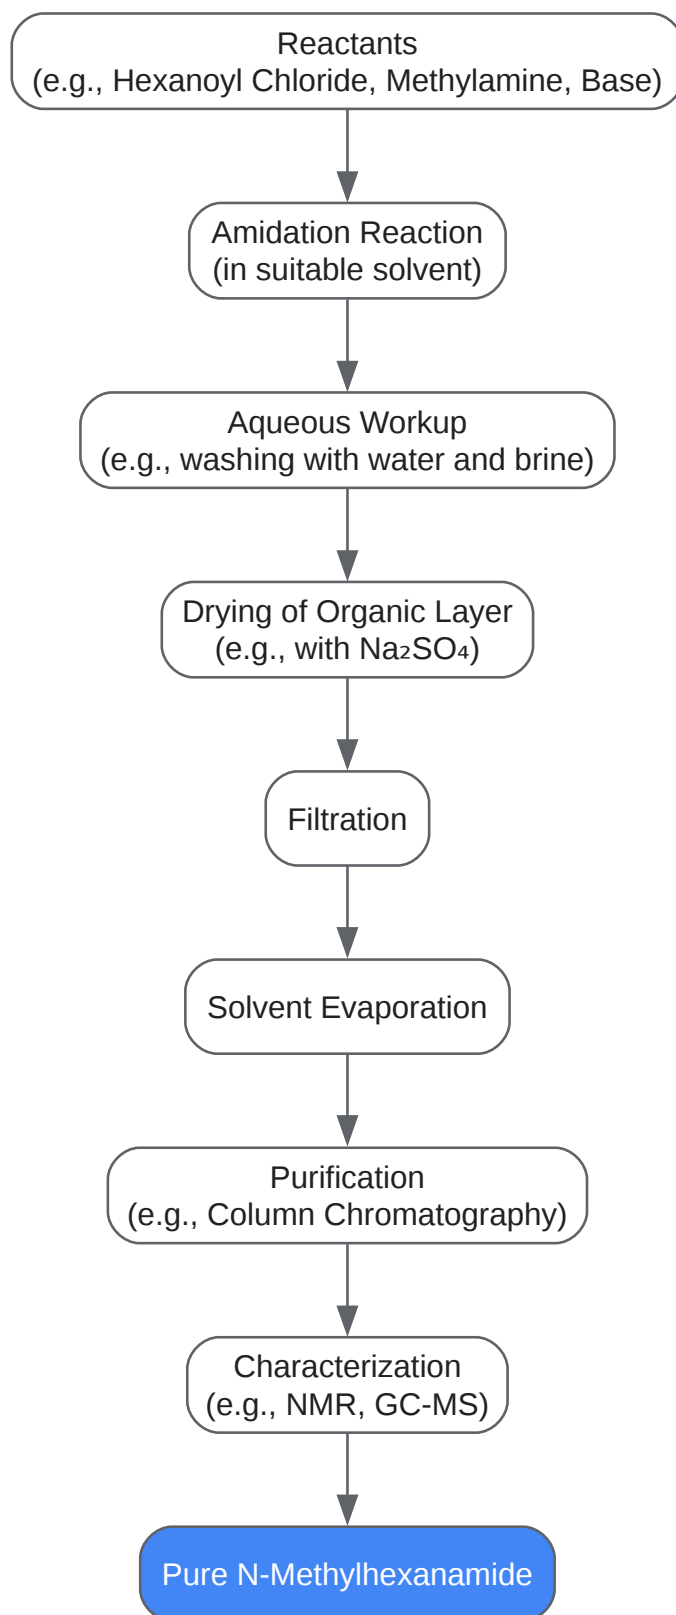 Reactants
(e.g., Hexanoyl Chloride, Methylamine, Base)
Amidation Reaction
(in suitable solvent)
Aqueous Workup
(e.g., washing with water and brine)
Drying of Organic Layer
(e.g., with Na₂SO₄)
Filtration
Solvent Evaporation
Purification
(e.g., Column Chromatography)
Characterization
(e.g., NMR, GC-MS)
Pure N-Methylhexanamide